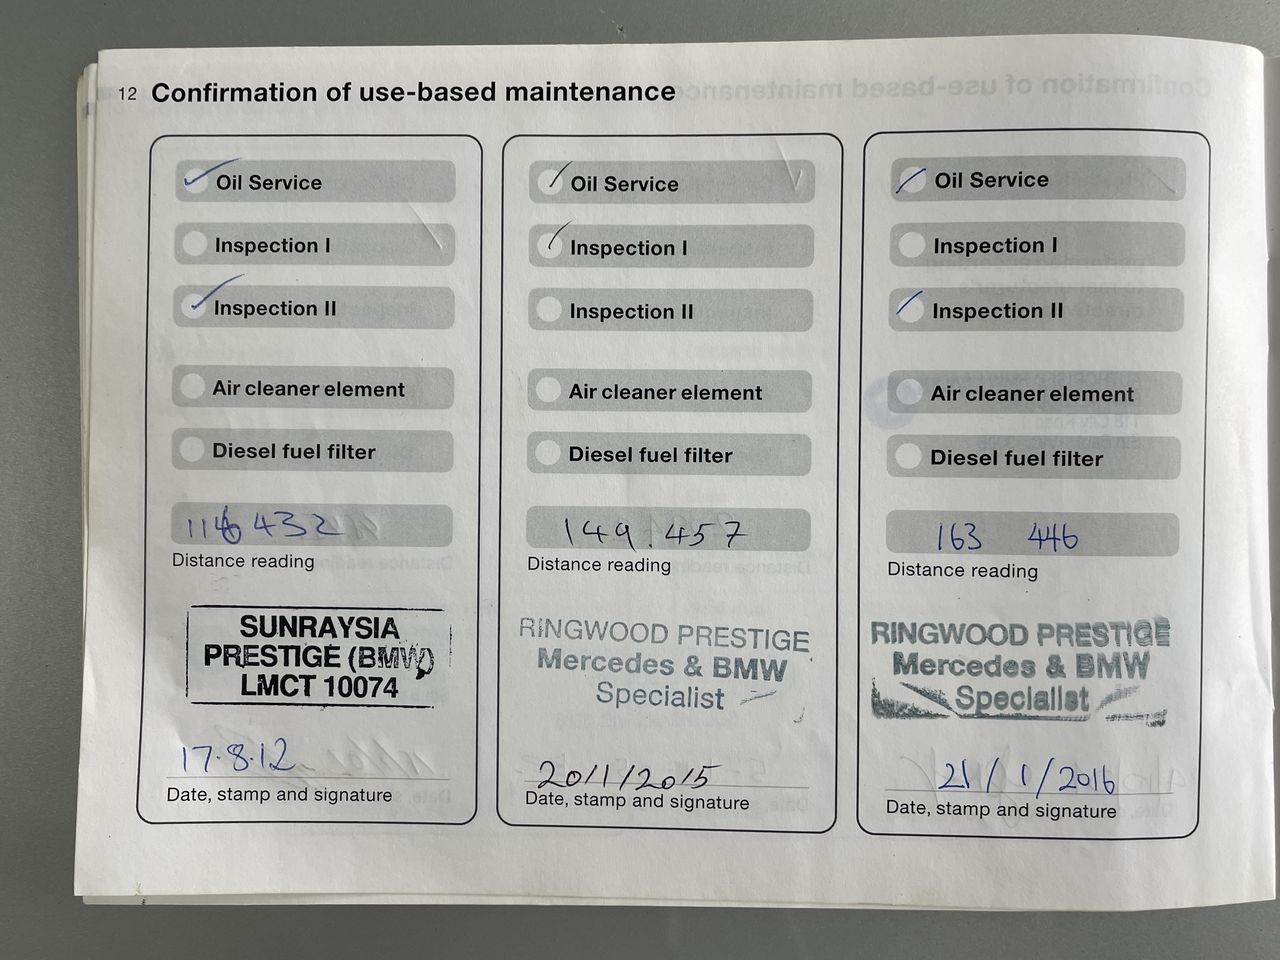 12 Confirmation of use-based maintenance
Oil Service
Inspection I
Inspection II
Air cleaner element
Diesel fuel filter
432
Distance reading
SUNRAYSIA
PRESTIGE (BMW)
LMCT 10074
17.8.12
Date, stamp and signature
Oil Service
Inspection I
Inspection II
Air cleaner element
Diesel fuel filter
149.457
Distance reading
RINGWOOD PRESTIGE
Mercedes & BMW
Specialist
20/1/2015
Date, stamp and signature
Oil Service
Inspection I
Inspection II
Air cleaner element
Diesel fuel filter
163 446
Distance reading
RINGWOOD PRESTIGE
Mercedes & BMW
Specialist
21/1/2016
Date, stamp and signature